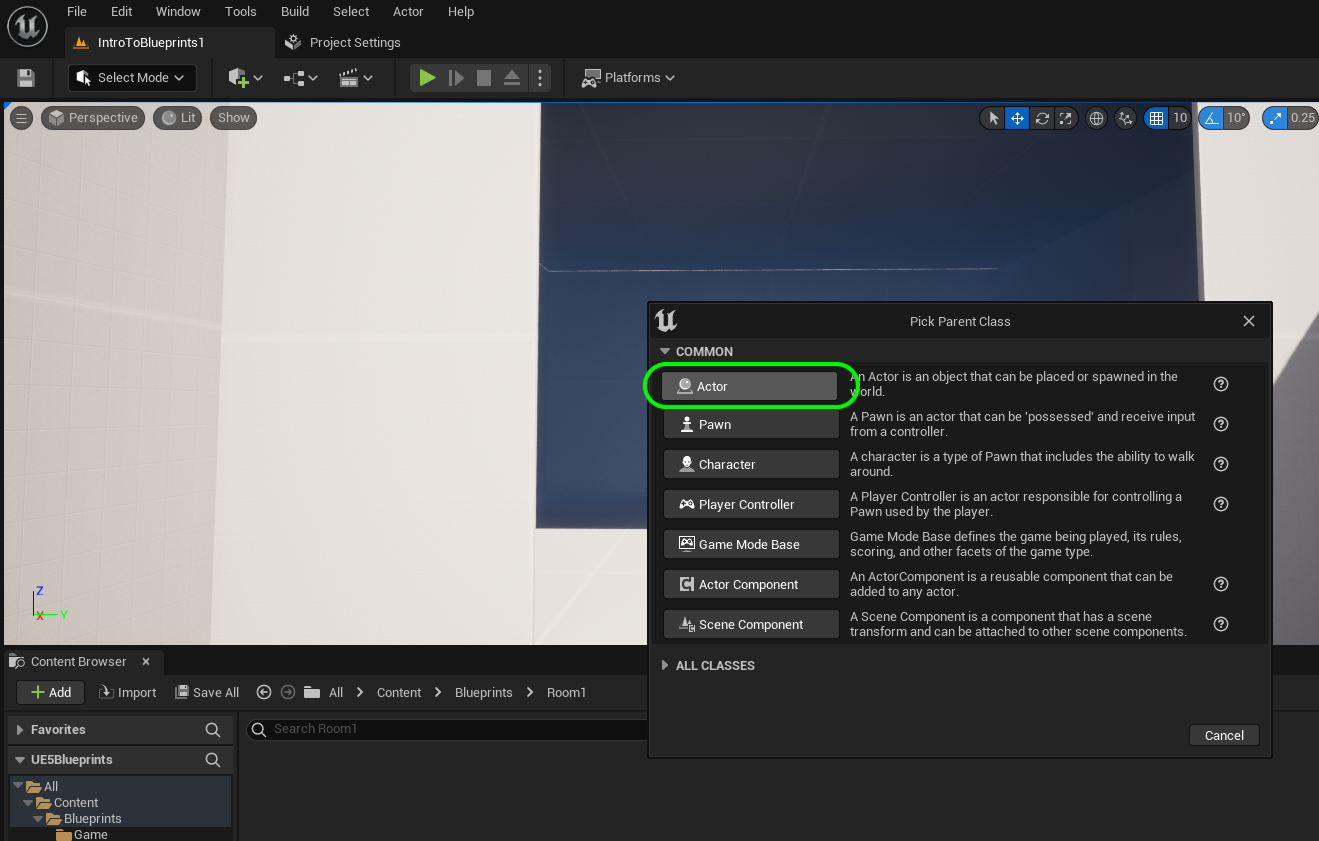 File Edit Window Tools Build Select Actor Help
IntroToBlueprints1 Project Settings
Select Mode Platforms
Perspective Lit Show 10 10° 0.25
Pick Parent Class
COMMON
Actor
An Actor is an object that can be placed or spawned in the
world.
Pawn
A Pawn is an actor that can be 'possessed' and receive input
from a controller.
Character
A character is a type of Pawn that includes the ability to walk
around.
Player Controller
A Player Controller is an actor responsible for controlling a
Pawn used by the player.
Game Mode Base
Game Mode Base defines the game being played, its rules,
scoring, and other facets of the game type.
Actor Component
An ActorComponent is a reusable component that can be
added to any actor.
Scene Component
A Scene Component is a component that has a scene
transform and can be attached to other scene components.
ALL CLASSES
Cancel
Z
X Y
Content Browser
Add Import Save All All Content Blueprints Room1
Favorites
Search Room1
UE5Blueprints
All
Content
Blueprints
Game